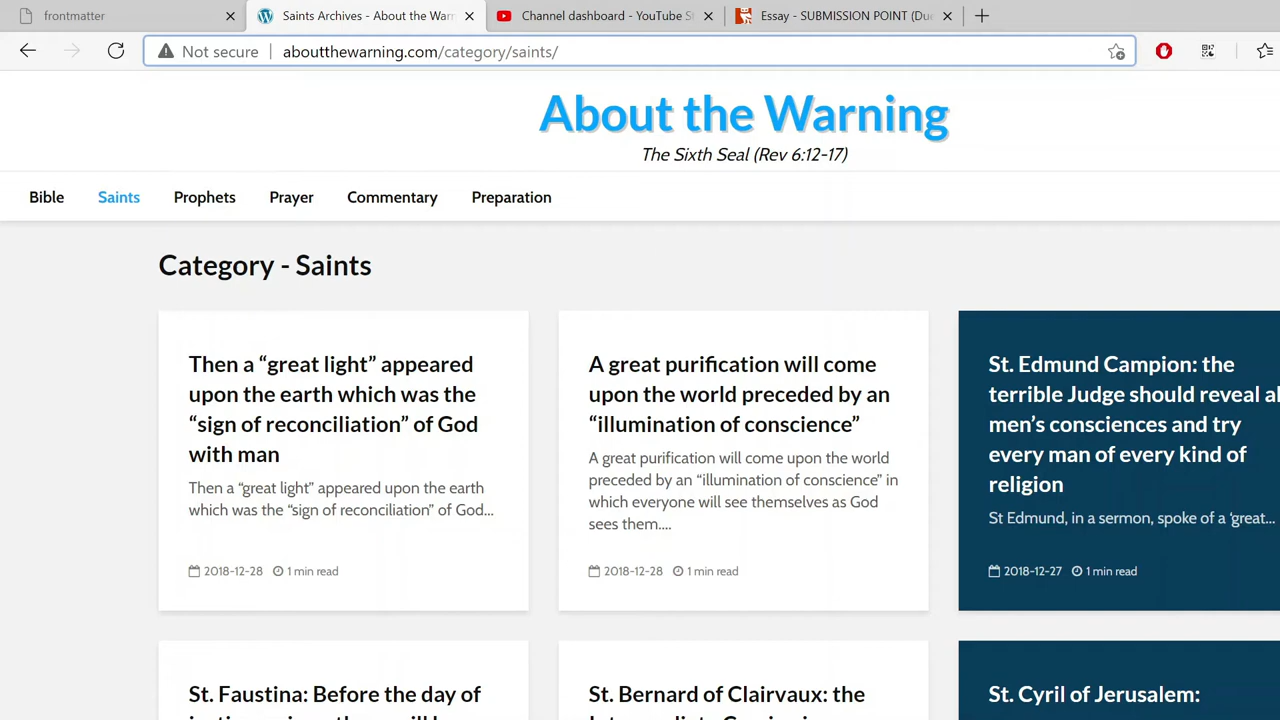 frontmatter
Saints Archives - About the Warn
Channel dashboard - YouTube St
Essay - SUBMISSION POINT (Due
Not secure
aboutthewarning.com/category/saints/
About the Warning
The Sixth Seal (Rev 6:12-17)
Bible
Saints
Prophets
Prayer
Commentary
Preparation
Category - Saints
Then a “great light” appeared
upon the earth which was the
“sign of reconciliation” of God
with man
Then a “great light” appeared upon the earth
which was the “sign of reconciliation” of God...
2018-12-28 1 min read
A great purification will come
upon the world preceded by an
“illumination of conscience”
A great purification will come upon the world
preceded by an “illumination of conscience” in
which everyone will see themselves as God
sees them....
2018-12-28 1 min read
St. Edmund Campion: the
terrible Judge should reveal al
men’s consciences and try
every man of every kind of
religion
St Edmund, in a sermon, spoke of a ‘great...
2018-12-27 1 min read
St. Faustina: Before the day of
St. Bernard of Clairvaux: the
St. Cyril of Jerusalem: